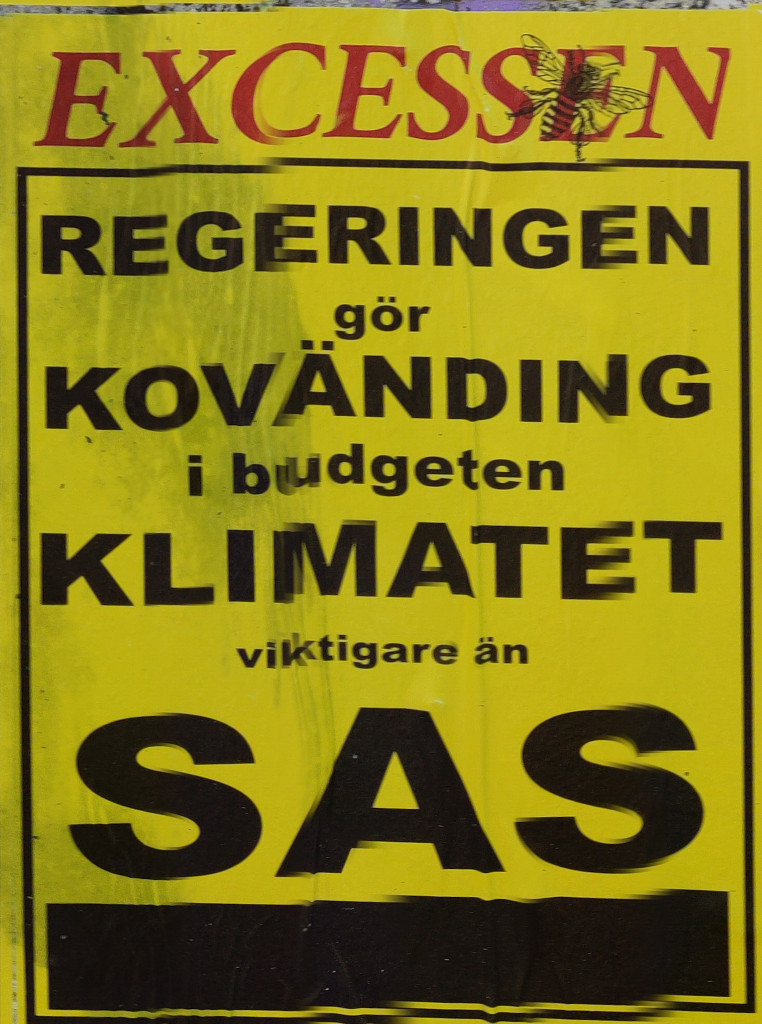 EXCESSEN
REGERINGEN
gör
KOVÄNDING
i budgeten
KLIMATET
viktigare än
SAS